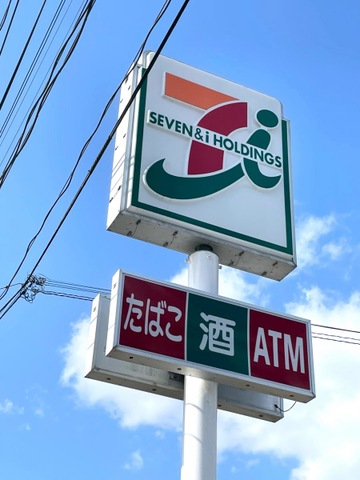 SEVEN & i HOLDINGS
たばこ 酒 ATM